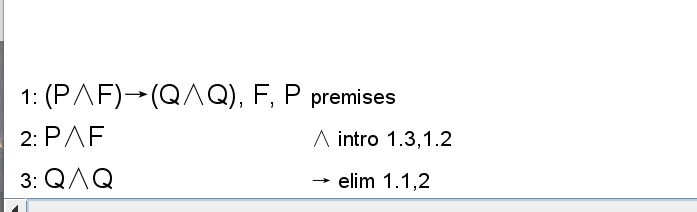 1: (P∧F)→(Q∧Q), F, P premises
2: P∧F ∧ intro 1.3,1.2
3: Q∧Q → elim 1.1,2